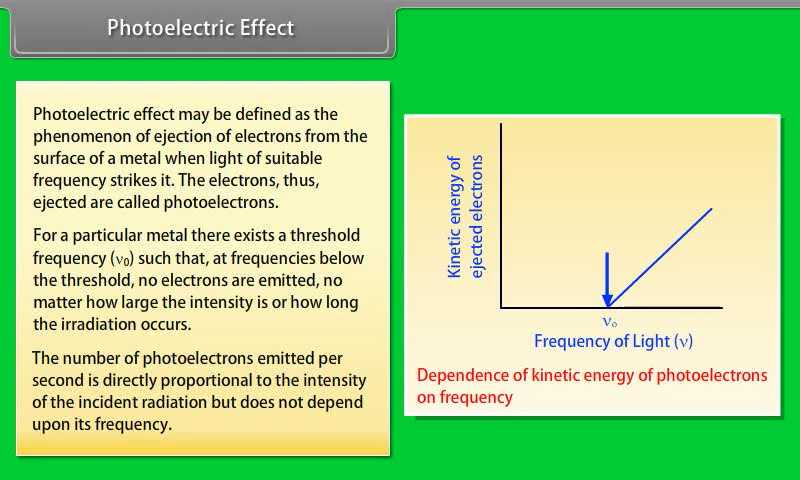 Photoelectric Effect
Photoelectric effect may be defined as the
phenomenon of ejection of electrons from the
surface of a metal when light of suitable
frequency strikes it. The electrons, thus,
ejected are called photoelectrons.
For a particular metal there exists a threshold
frequency (ν₀) such that, at frequencies below
the threshold, no electrons are emitted, no
matter how large the intensity is or how long
the irradiation occurs.
The number of photoelectrons emitted per
second is directly proportional to the intensity
of the incident radiation but does not depend
upon its frequency.
Kinetic energy of
ejected electrons
ν₀
Frequency of Light (ν)
Dependence of kinetic energy of photoelectrons
on frequency